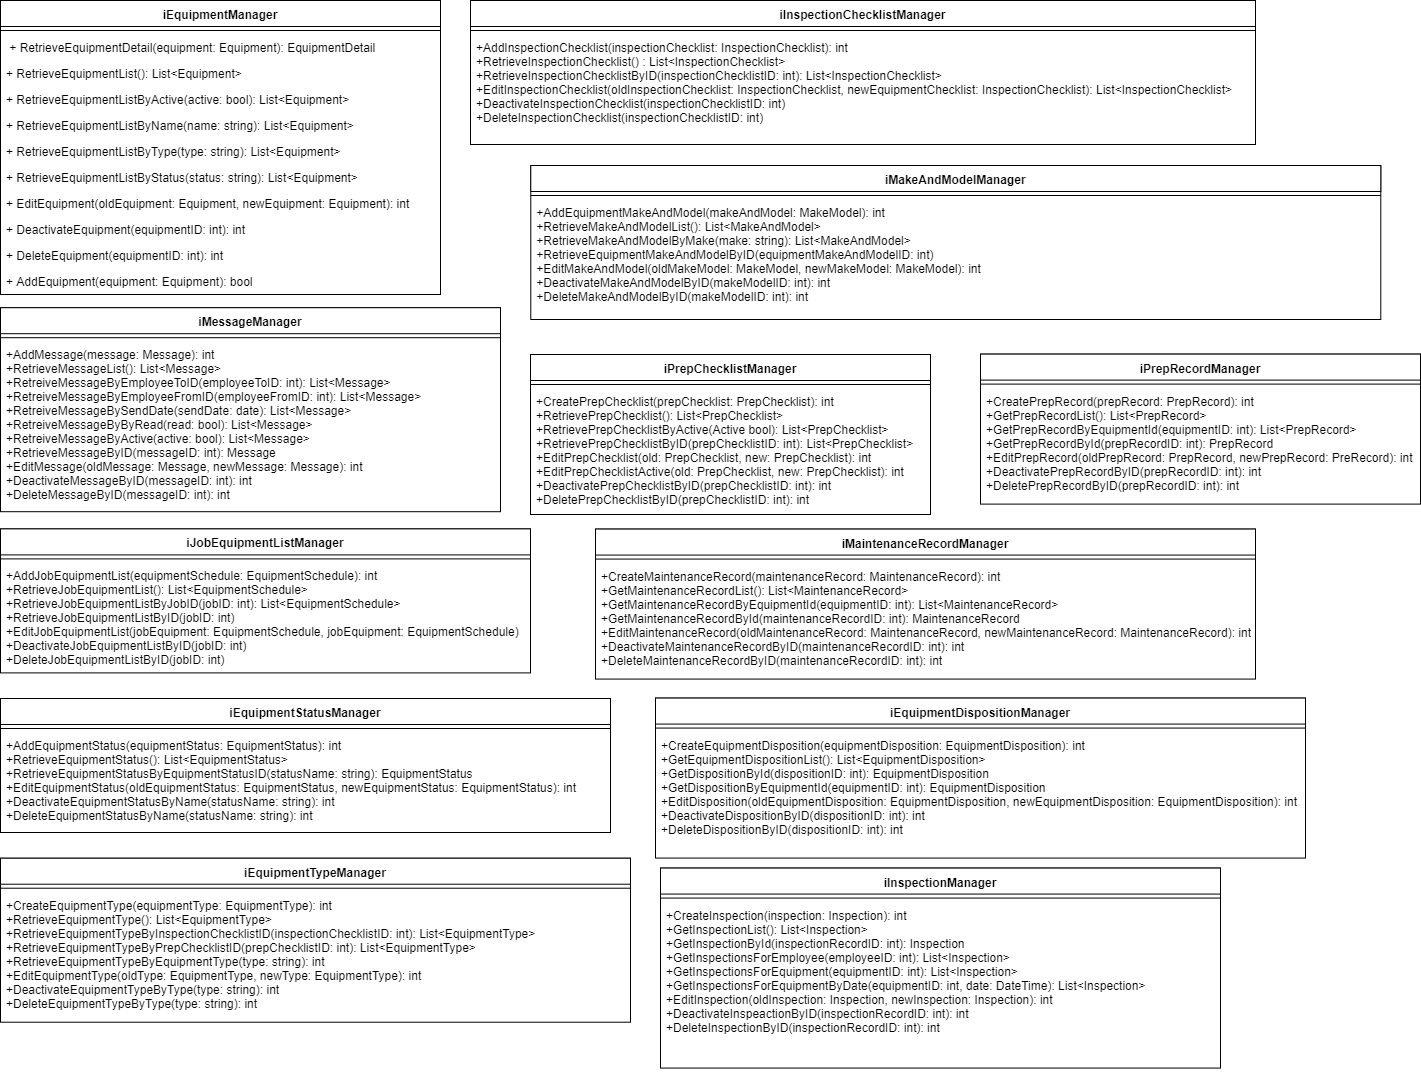 iEquipmentManager
+ RetrieveEquipmentDetail(equipment: Equipment): EquipmentDetail
+ RetrieveEquipmentList(): List<Equipment>
+ RetrieveEquipmentListByActive(active: bool): List<Equipment>
+ RetrieveEquipmentListByName(name: string): List<Equipment>
+ RetrieveEquipmentListByType(type: string): List<Equipment>
+ RetrieveEquipmentListByStatus(status: string): List<Equipment>
+ EditEquipment(oldEquipment: Equipment, newEquipment: Equipment): int
+ DeactivateEquipment(equipmentID: int): int
+ DeleteEquipment(equipmentID: int): int
+ AddEquipment(equipment: Equipment): bool
iInspectionChecklistManager
+AddInspectionChecklist(inspectionChecklist: InspectionChecklist): int
+RetrieveInspectionChecklist() : List<InspectionChecklist>
+RetrieveInspectionChecklistByID(inspectionChecklistID: int): List<InspectionChecklist>
+EditInspectionChecklist(oldInspectionChecklist: InspectionChecklist, newEquipmentChecklist: InspectionChecklist): List<InspectionChecklist>
+DeactivateInspectionChecklist(inspectionChecklistID: int)
+DeleteInspectionChecklist(inspectionChecklistID: int)
iMakeAndModelManager
+AddEquipmentMakeAndModel(makeAndModel: MakeModel): int
+RetrieveMakeAndModelList(): List<MakeAndModel>
+RetrieveMakeAndModelByMake(make: string): List<MakeAndModel>
+RetrieveEquipmentMakeAndModelByID(equipmentMakeAndModelID: int)
+EditMakeAndModel(oldMakeModel: MakeModel, newMakeModel: MakeModel): int
+DeactivateMakeAndModelByID(makeModelID: int): int
+DeleteMakeAndModelByID(makeModelID: int): int
iMessageManager
+AddMessage(message: Message): int
+RetrieveMessageList(): List<Message>
+RetreiveMessageByEmployeeToID(employeeToID: int): List<Message>
+RetreiveMessageByEmployeeFromID(employeeFromID: int): List<Message>
+RetreiveMessageBySendDate(sendDate: date): List<Message>
+RetrieveMessageByByRead(read: bool): List<Message>
+RetrieveMessageByActive(active: bool): List<Message>
+RetrieveMessageByID(messageID: int): Message
+EditMessage(oldMessage: Message, newMessage: Message): int
+DeactivateMessageByID(messageID: int): int
+DeleteMessageByID(messageID: int): int
iPrepChecklistManager
+CreatePrepChecklist(prepChecklist: PrepChecklist): int
+RetrievePrepChecklist(): List<PrepChecklist>
+RetrievePrepChecklistByActive(Active bool): List<PrepChecklist>
+RetrievePrepChecklistByID(prepChecklistID: int): List<PrepChecklist>
+EditPrepChecklist(old: PrepChecklist, new: PrepChecklist): int
+EditPrepChecklistActive(old: PrepChecklist, new: PrepChecklist): int
+DeactivatePrepChecklistByID(prepChecklistID: int): int
+DeletePrepChecklistByID(prepChecklistID: int): int
iPrepRecordManager
+CreatePrepRecord(prepRecord: PrepRecord): int
+GetPrepRecordList(): List<PrepRecord>
+GetPrepRecordByEquipmentId(equipmentID: int): List<PrepRecord>
+GetPrepRecordById(prepRecordID: int): PrepRecord
+EditPrepRecord(oldPrepRecord: PrepRecord, newPrepRecord: PreRecord): int
+DeactivatePrepRecordByID(prepRecordID: int): int
+DeletePrepRecordByID(prepRecordID: int): int
iJobEquipmentListManager
+AddJobEquipmentList(equipmentSchedule: EquipmentSchedule): int
+RetrieveJobEquipmentList(): List<EquipmentSchedule>
+RetrieveJobEquipmentListByJobID(jobID: int): List<EquipmentSchedule>
+RetrieveJobEquipmentListByID(jobID: int)
+EditJobEquipmentList(jobEquipment: EquipmentSchedule, jobEquipment: EquipmentSchedule)
+DeactivateJobEquipmentListByID(jobID: int)
+DeleteJobEquipmentListByID(jobID: int)
iMaintenanceRecordManager
+CreateMaintenanceRecord(maintenanceRecord: MaintenanceRecord): int
+GetMaintenanceRecordList(): List<MaintenanceRecord>
+GetMaintenanceRecordByEquipmentId(equipmentID: int): List<MaintenanceRecord>
+GetMaintenanceRecordById(maintenanceRecordID: int): MaintenanceRecord
+EditMaintenanceRecord(oldMaintenanceRecord: MaintenanceRecord, newMaintenanceRecord: MaintenanceRecord): int
+DeactivateMaintenanceRecordByID(maintenanceRecordID: int): int
+DeleteMaintenanceRecordByID(maintenanceRecordID: int): int
iEquipmentStatusManager
+AddEquipmentStatus(equipmentStatus: EquipmentStatus): int
+RetrieveEquipmentStatus(): List<EquipmentStatus>
+RetrieveEquipmentStatusByEquipmentStatusID(statusName: string): EquipmentStatus
+EditEquipmentStatus(oldEquipmentStatus: EquipmentStatus, newEquipmentStatus: EquipmentStatus): int
+DeactivateEquipmentStatusByName(statusName: string): int
+DeleteEquipmentStatusByName(statusName: string): int
iEquipmentDispositionManager
+CreateEquipmentDisposition(equipmentDisposition: EquipmentDisposition): int
+GetEquipmentDispositionList(): List<EquipmentDisposition>
+GetDispositionById(dispositionID: int): EquipmentDisposition
+GetDispositionByEquipmentId(equipmentID: int): EquipmentDisposition
+EditDisposition(oldEquipmentDisposition: EquipmentDisposition, newEquipmentDisposition: EquipmentDisposition): int
+DeactivateDispositionByID(dispositionID: int): int
+DeleteDispositionByID(dispositionID: int): int
iEquipmentTypeManager
+CreateEquipmentType(equipmentType: EquipmentType): int
+RetrieveEquipmentType(): List<EquipmentType>
+RetrieveEquipmentTypeByInspectionChecklistID(inspectionChecklistID: int): List<EquipmentType>
+RetrieveEquipmentTypeByPrepChecklistID(prepChecklistID: int): List<EquipmentType>
+RetrieveEquipmentTypeByEquipmentType(type: string): int
+EditEquipmentType(oldType: EquipmentType, newType: EquipmentType): int
+DeactivateEquipmentTypeByType(type: string): int
+DeleteEquipmentTypeByType(type: string): int
iInspectionManager
+CreateInspection(inspection: Inspection): int
+GetInspectionList(): List<Inspection>
+GetInspectionById(inspectionRecordID: int): Inspection
+GetInspectionsForEmployee(employeeID: int): List<Inspection>
+GetInspectionsForEquipment(equipmentID: int): List<Inspection>
+GetInspectionsForEquipmentByDate(equipmentID: int, date: DateTime): List<Inspection>
+EditInspection(oldInspection: Inspection, newInspection: Inspection): int
+DeactivateInspeactionByID(inspectionRecordID: int): int
+DeleteInspectionByID(inspectionRecordID: int): int